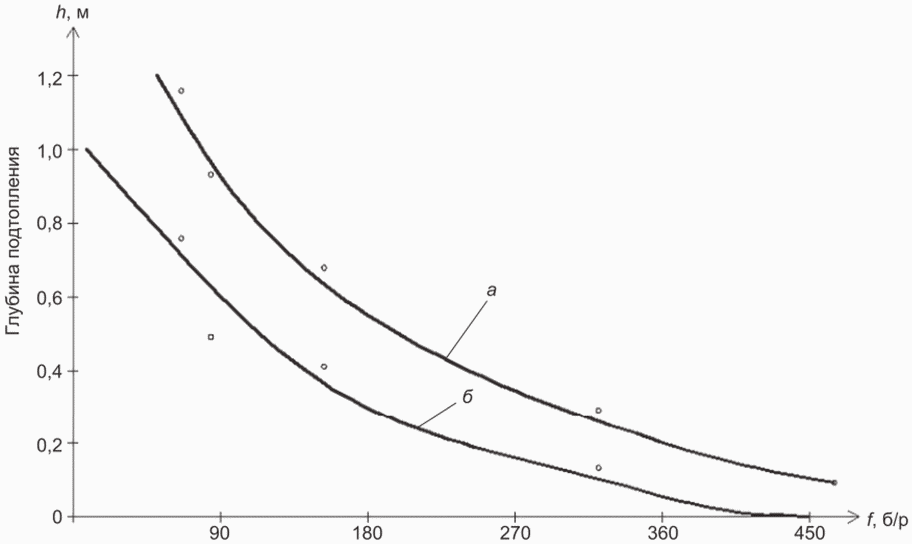 h, м
1,2
1,0
0,8
0,6
0,4
0,2
0
Глубина подтопления
а
б
90
180
270
360
450
f, б/р